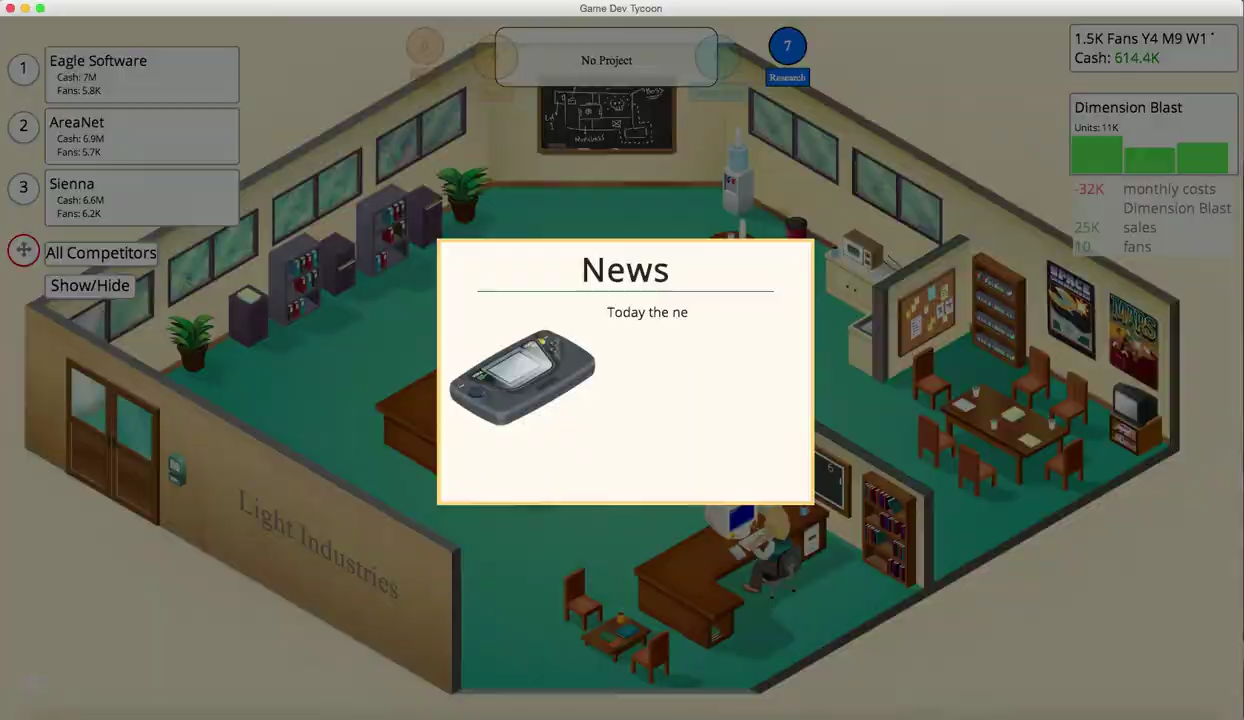 Game Dev Tycoon
1
Eagle Software
Cash: 7M
Fans: 5.8K
2
AreaNet
Cash: 6.9M
Fans: 5.7K
3
Sienna
Cash: 6.6M
Fans: 6.2K
All Competitors
Show/Hide
No Project
7
Research
1.5K Fans Y4 M9 W1
Cash: 614.4K
Dimension Blast
Units: 11K
-32K monthly costs
Dimension Blast
25K sales
10. fans
News
Today the ne
Light Industries
SPACE
6